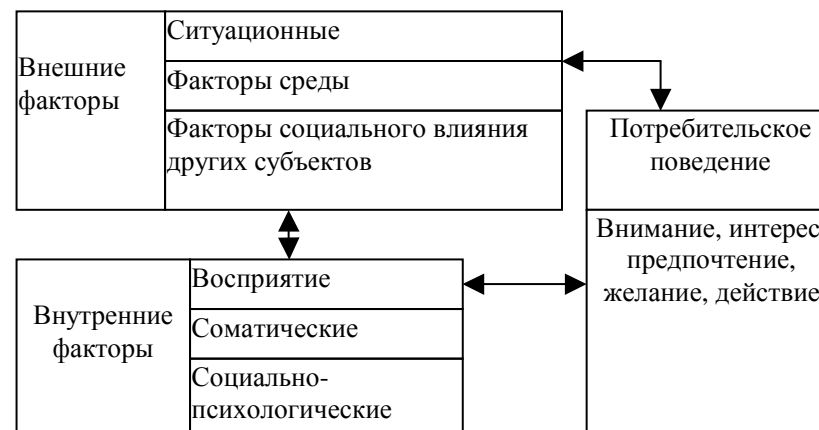 Внешние
факторы
Ситуационные
Факторы среды
Факторы социального влияния
других субъектов
Потребительское
поведение
Внимание, интерес
предпочтение,
желание, действие
Внутренние
факторы
Восприятие
Соматические
Социально-
психологические